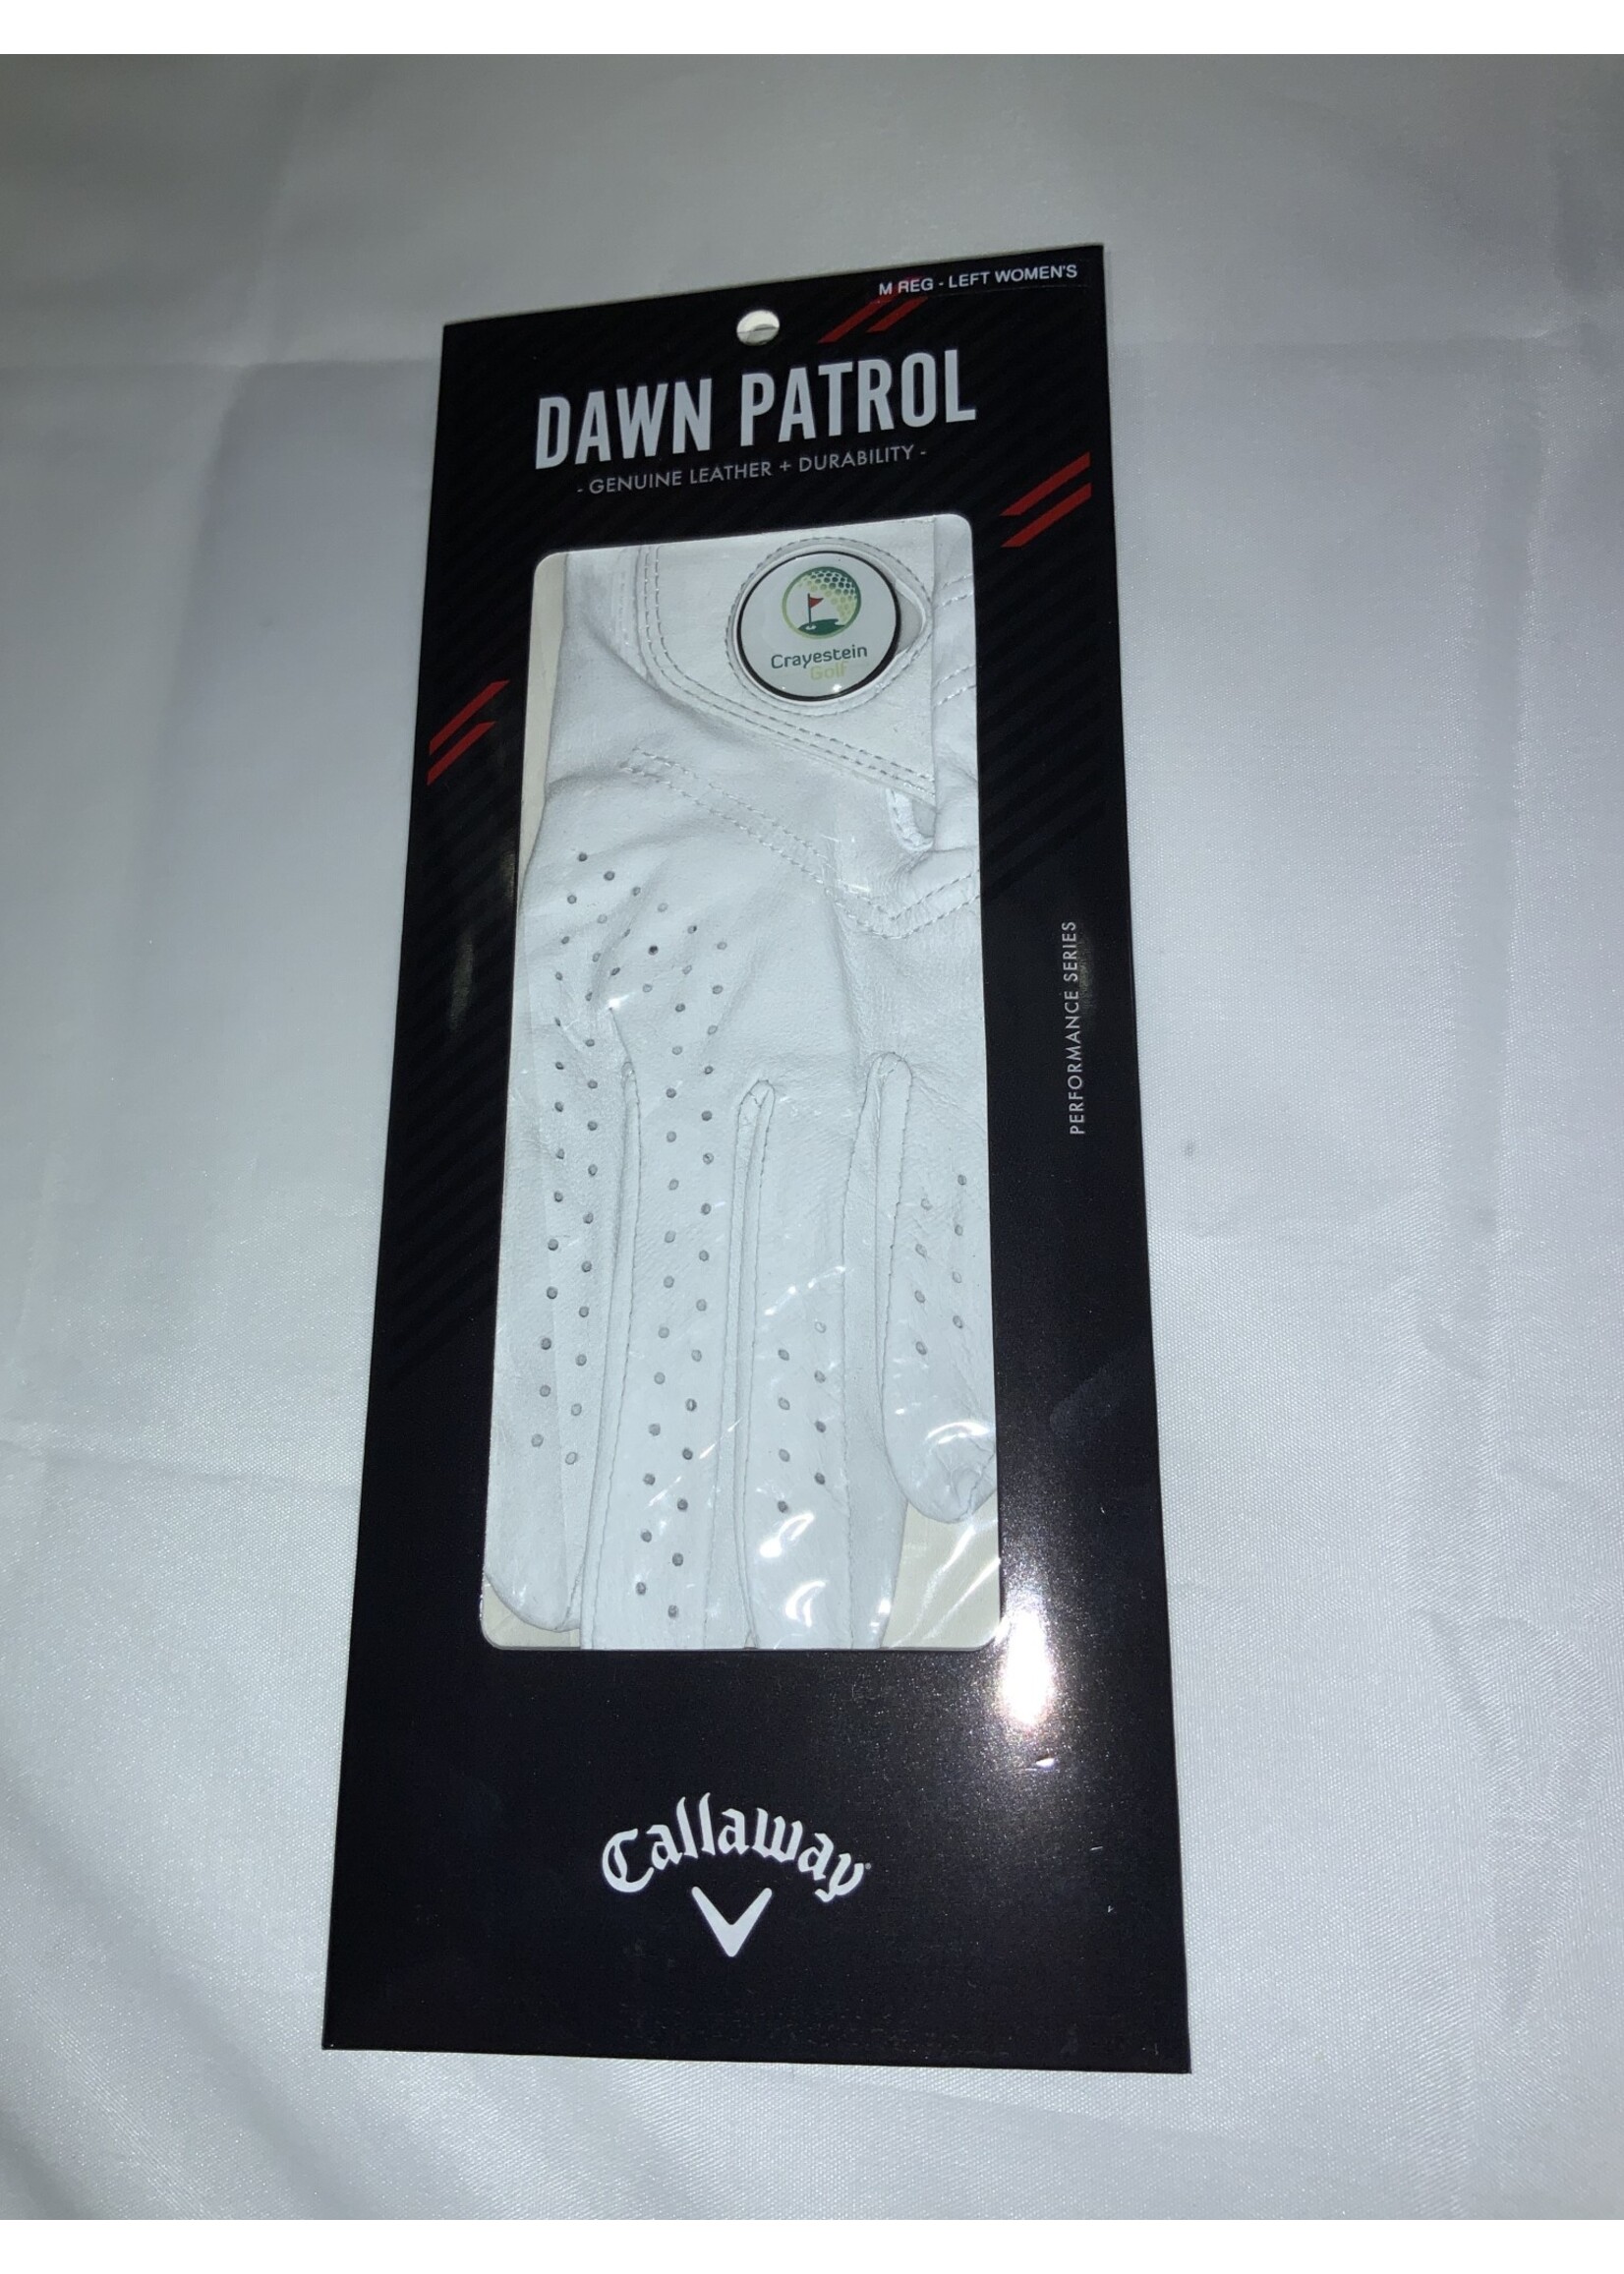 M REG - LEFT WOMEN'S
DAWN PATROL
- GENUINE LEATHER + DURABILITY -
Crayestein
Golf
PERFORMANCE SERIES
Callaway